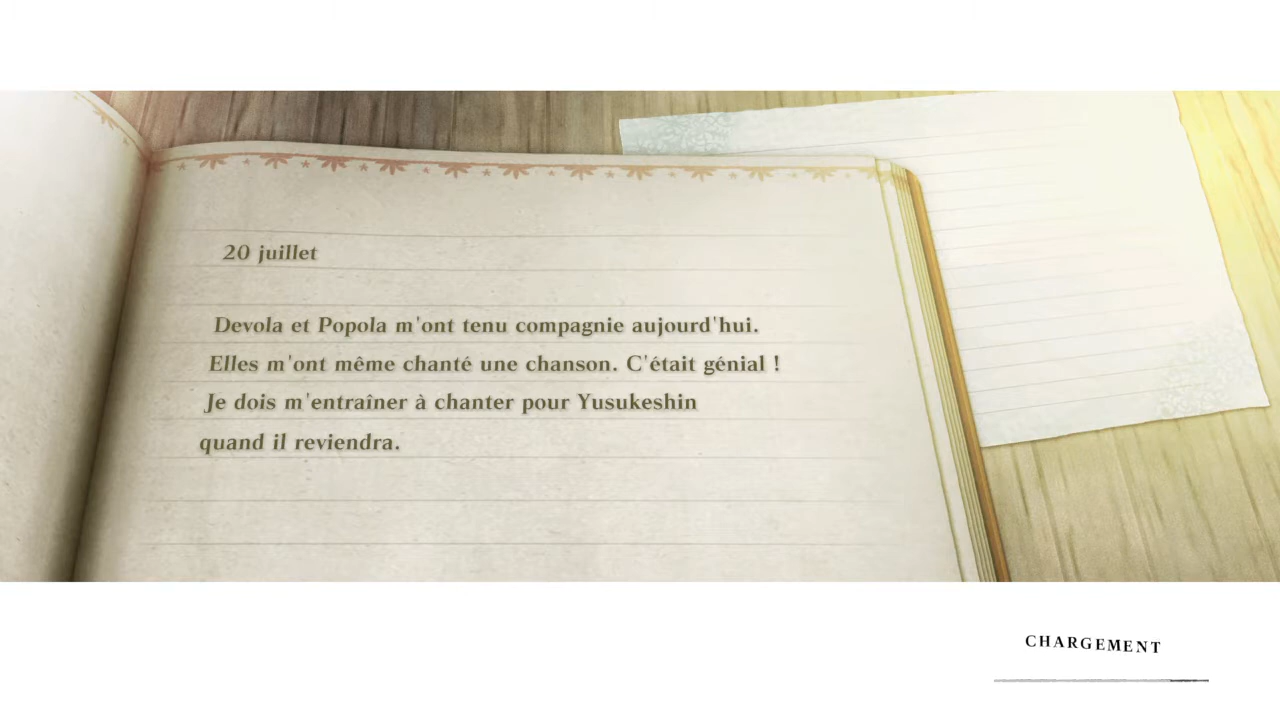 20 juillet
Devola et Popola m'ont tenu compagnie aujourd'hui.
Elles m'ont même chanté une chanson. C'était génial !
Je dois m'entraîner à chanter pour Yusukeshin
quand il reviendra.
CHARGEMENT